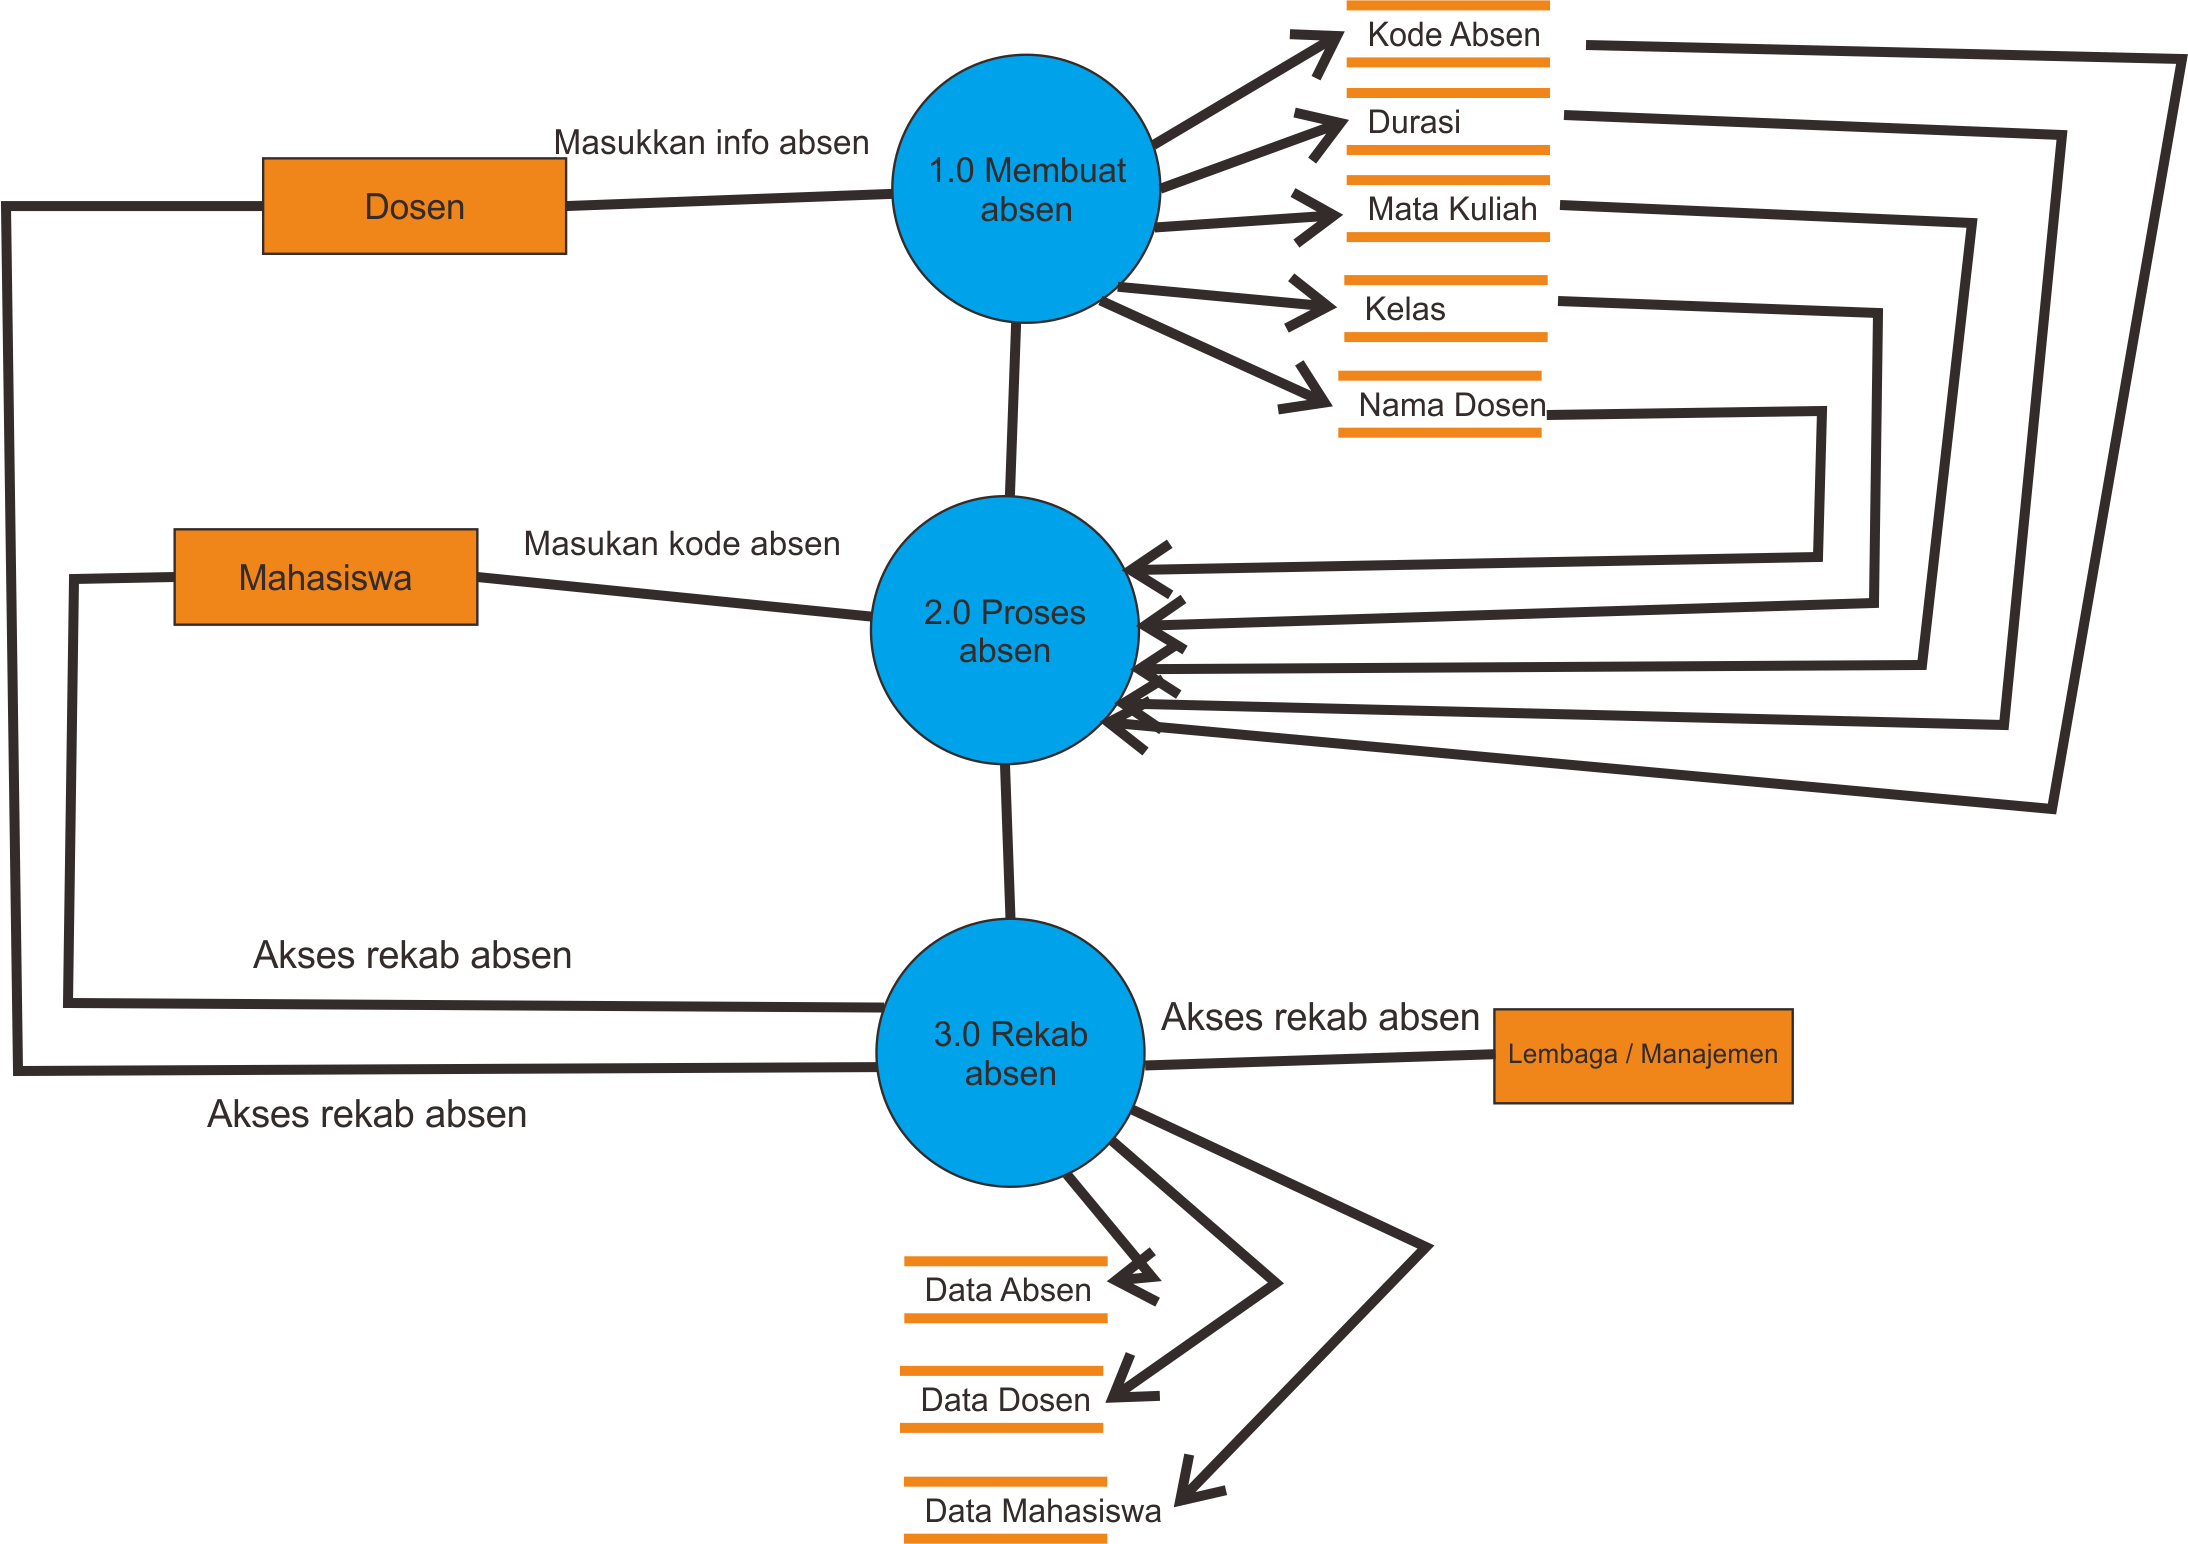 Kode Absen
Durasi
Masukkan info absen
1.0 Membuat
absen
Dosen
Mata Kuliah
Kelas
Nama Dosen
Masukan kode absen
Mahasiswa
2.0 Proses
absen
Akses rekab absen
Akses rekab absen
3.0 Rekab
absen
Lembaga / Manajemen
Akses rekab absen
Data Absen
Data Dosen
Data Mahasiswa